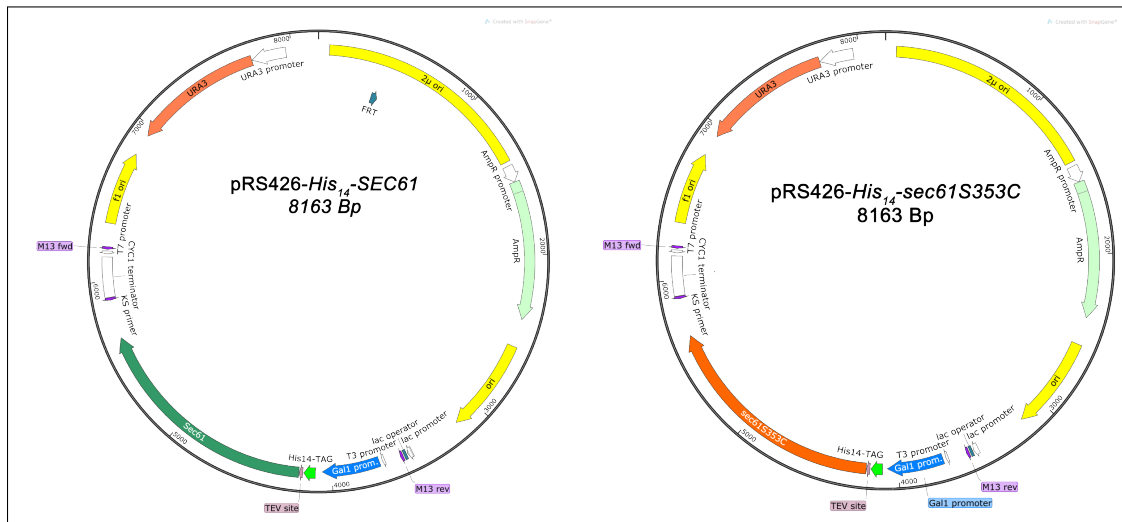 Created with SnapGene®
8000
URA3 promoter
URA3
2μ ori
1000
FRT
7000
AmpR promoter
f1 ori
pRS426-His14-SEC61
8163 Bp
T7 promoter
M13 fwd
AmpR
2000
CYC1 terminator
6000
KS primer
ori
3000
Sec61
5000
lac promoter
lac operator
T3 promoter
His14-TAG
Gal1 prom.
M13 rev
4000
TEV site
Created with SnapGene®
8000
URA3 promoter
URA3
2μ ori
1000
7000
AmpR promoter
f1 ori
pRS426-His14-sec61S353C
8163 Bp
T7 promoter
M13 fwd
AmpR
2000
CYC1 terminator
6000
KS primer
ori
3000
sec61S353C
5000
lac promoter
lac operator
T3 promoter
His14-TAG
Gal1 prom.
M13 rev
4000
TEV site
Gal1 promoter